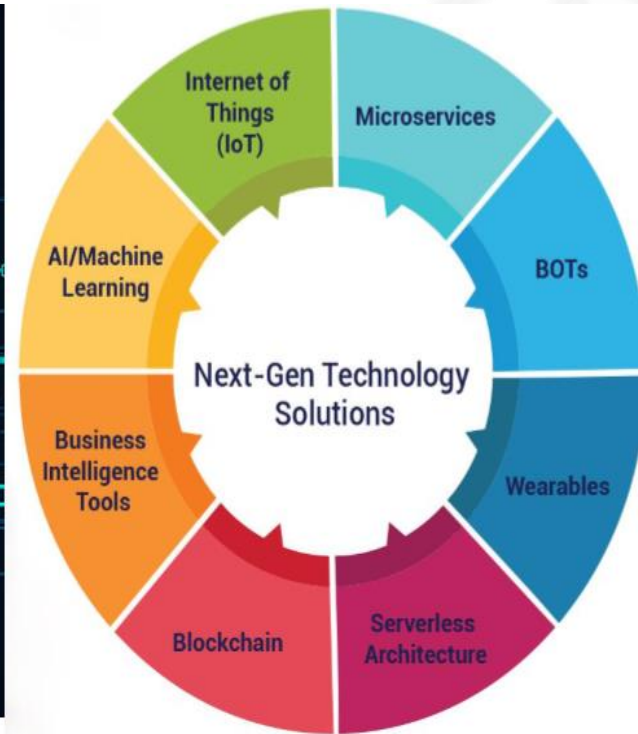 Internet of
Things
(IoT)
Microservices
AI/Machine
Learning
BOTs
Next-Gen Technology
Solutions
Business
Intelligence
Tools
Wearables
Blockchain
Serverless
Architecture